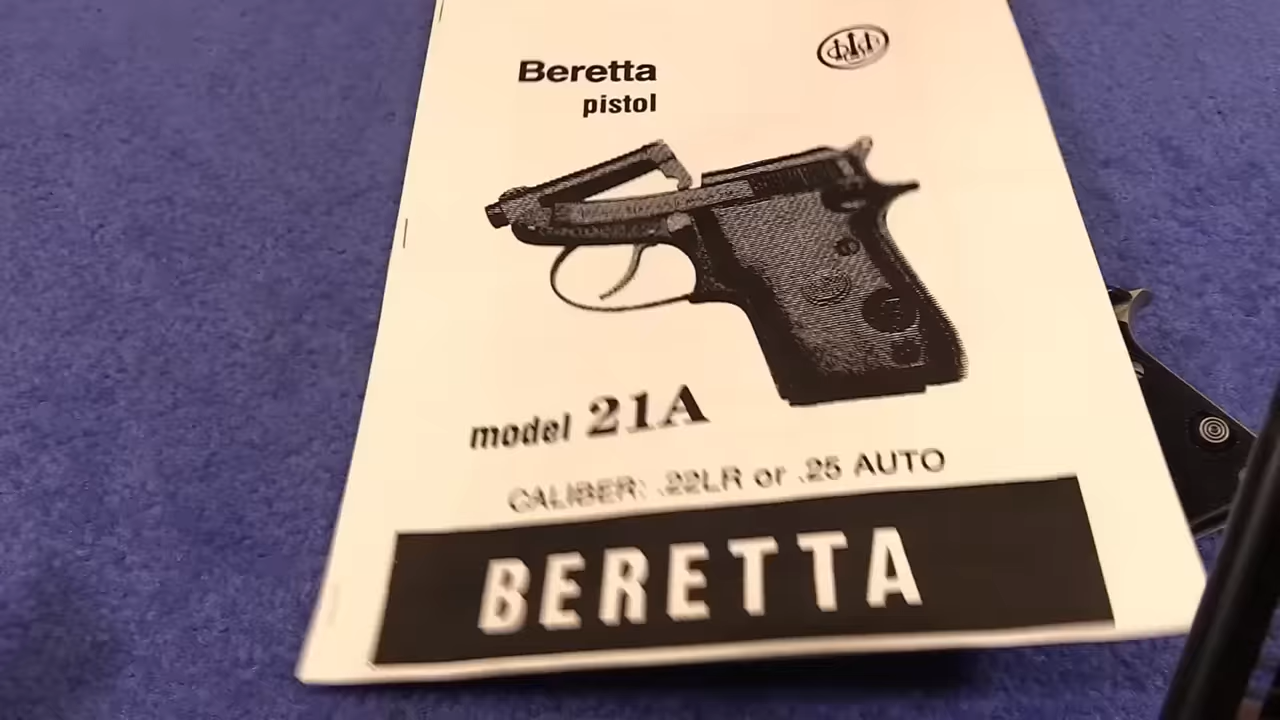 Beretta
pistol
model 21A
CALIBER: .22LR or .25 AUTO
BERETTA